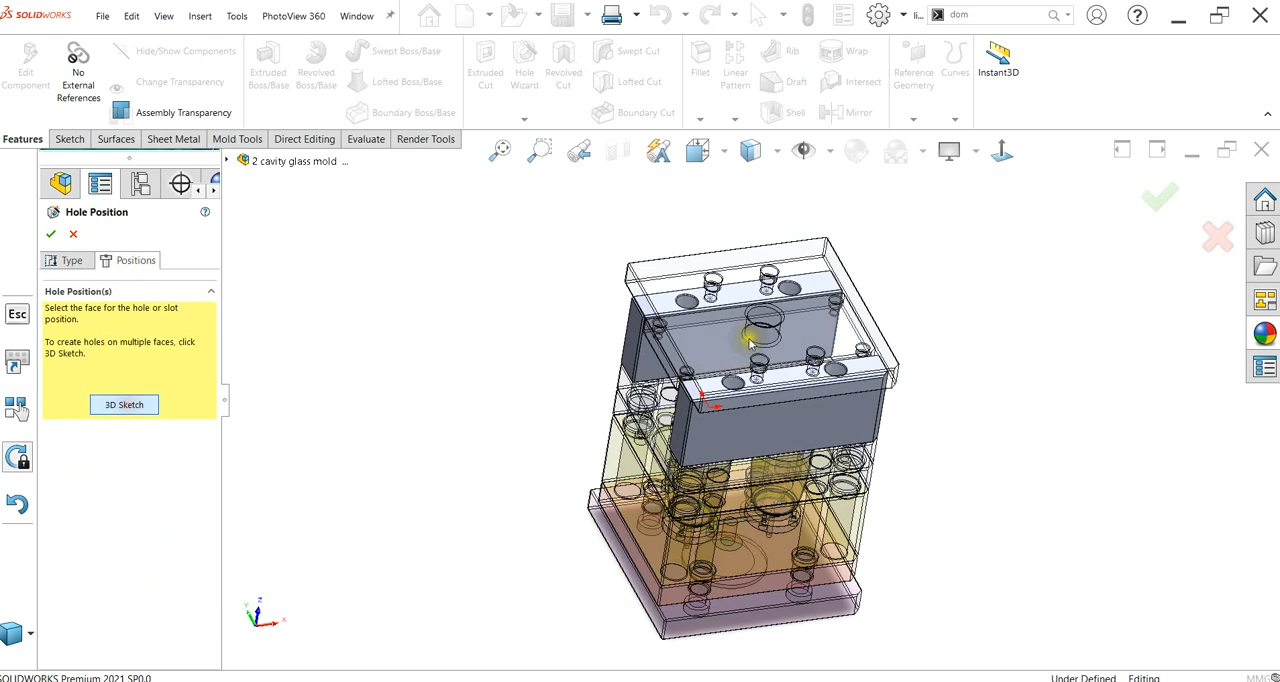 SOLIDWORKS File Edit View Insert Tools PhotoView 360 Window li... dom
Edit Component
No External References
Hide/Show Components
Change Transparency
Assembly Transparency
Extruded Boss/Base
Revolved Boss/Base
Swept Boss/Base
Lofted Boss/Base
Boundary Boss/Base
Extruded Cut
Hole Wizard
Revolved Cut
Swept Cut
Lofted Cut
Boundary Cut
Fillet
Linear Pattern
Rib
Draft
Shell
Wrap
Intersect
Mirror
Reference Geometry
Curves
Instant3D
Features Sketch Surfaces Sheet Metal Mold Tools Direct Editing Evaluate Render Tools
2 cavity glass mold ...
Hole Position
Type Positions
Hole Position(s)
Select the face for the hole or slot
position.
To create holes on multiple faces, click
3D Sketch.
3D Sketch
Esc
Z
Y
X
SOLIDWORKS Premium 2021 SP0.0 Under Defined Editing MMG